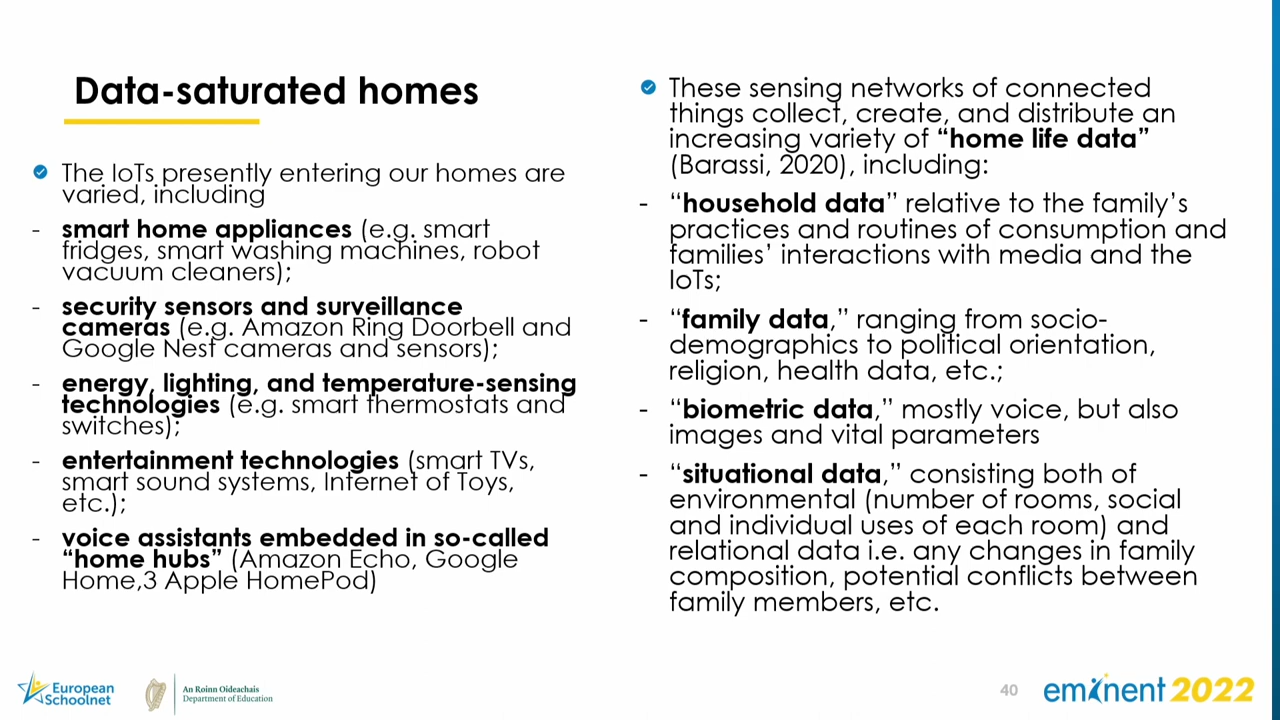 Data-saturated homes
The IoTs presently entering our homes are
varied, including
- smart home appliances (e.g. smart
fridges, smart washing machines, robot
vacuum cleaners);
- security sensors and surveillance
cameras (e.g. Amazon Ring Doorbell and
Google Nest cameras and sensors);
- energy, lighting, and temperature-sensing
technologies (e.g. smart thermostats and
switches);
- entertainment technologies (smart TVs,
smart sound systems, Internet of Toys,
etc.);
- voice assistants embedded in so-called
“home hubs” (Amazon Echo, Google
Home,3 Apple HomePod)
These sensing networks of connected
things collect, create, and distribute an
increasing variety of “home life data”
(Barassi, 2020), including:
- “household data” relative to the family’s
practices and routines of consumption and
families’ interactions with media and the
IoTs;
- “family data,” ranging from socio-
demographics to political orientation,
religion, health data, etc.;
- “biometric data,” mostly voice, but also
images and vital parameters
- “situational data,” consisting both of
environmental (number of rooms, social
and individual uses of each room) and
relational data i.e. any changes in family
composition, potential conflicts between
family members, etc.
European
Schoolnet
An Roinn Oideachais
Department of Education
40
eminent 2022